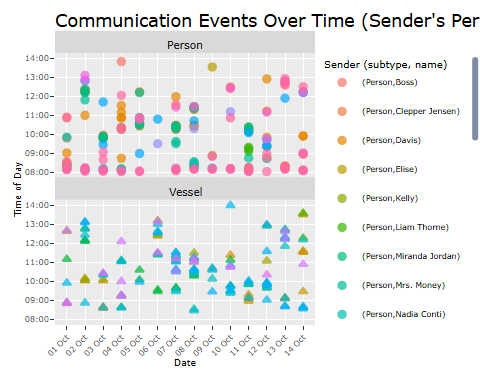 Communication Events Over Time (Sender's Per
Person
14:00
13:00
12:00
11:00
10:00
09:00
08:00
Vessel
14:00
13:00
12:00
11:00
10:00
09:00
08:00
Time of Day
01 Oct
02 Oct
03 Oct
04 Oct
05 Oct
06 Oct
07 Oct
08 Oct
09 Oct
10 Oct
11 Oct
12 Oct
13 Oct
14 Oct
Date
Sender (subtype, name)
(Person,Boss)
(Person,Clepper Jensen)
(Person,Davis)
(Person,Elise)
(Person,Kelly)
(Person,Liam Thorne)
(Person,Miranda Jordan)
(Person,Mrs. Money)
(Person,Nadia Conti)